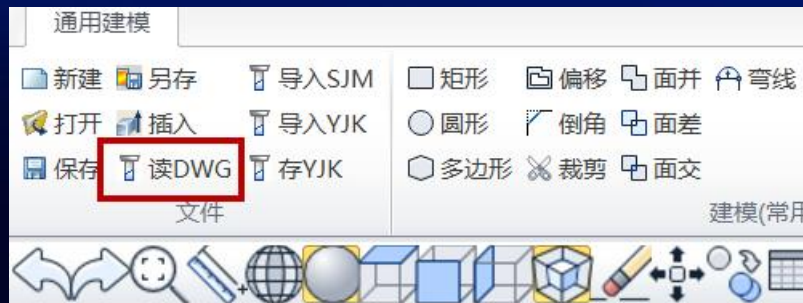 通用建模
新建 另存 导入SJM 矩形 偏移 面并 弯线
打开 插入 导入YJK 圆形 倒角 面差
保存 读DWG 存YJK 多边形 裁剪 面交
文件 建模(常用